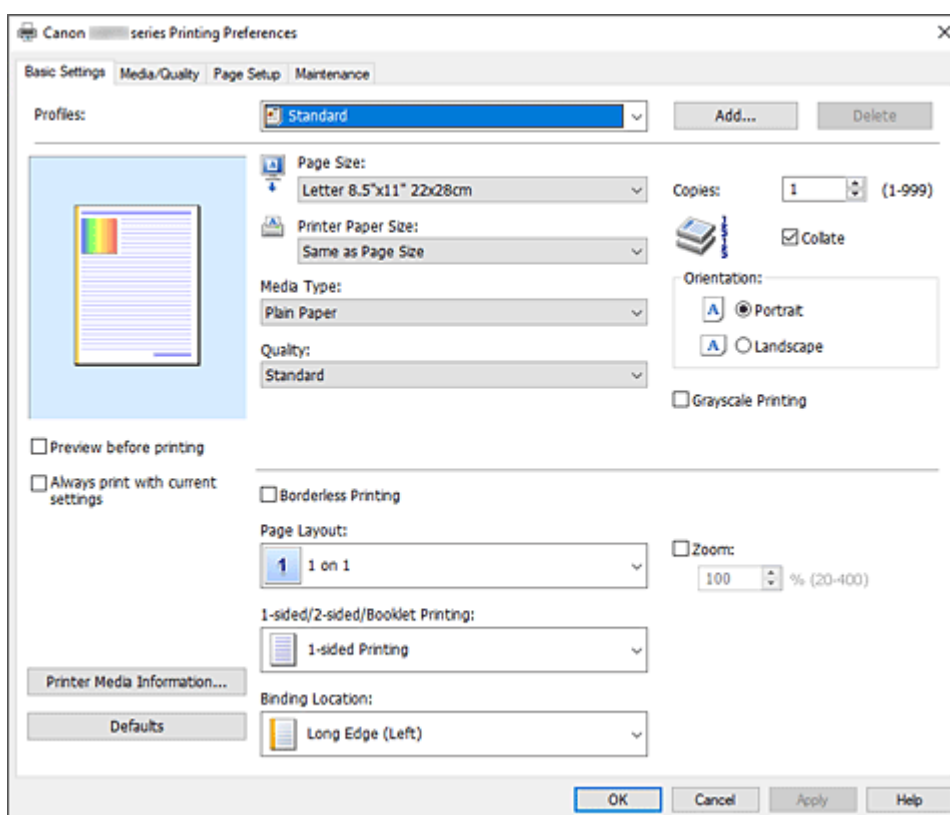 Canon series Printing Preferences
Basic Settings Media/Quality Page Setup Maintenance
Profiles: Standard Add... Delete
Page Size:
Letter 8.5"x11" 22x28cm
Copies: 1 (1-999)
Printer Paper Size:
Same as Page Size
Collate
Media Type:
Plain Paper
Orientation:
Portrait
Landscape
Quality:
Standard
Grayscale Printing
Preview before printing
Always print with current
settings
Borderless Printing
Page Layout:
1 1 on 1
Zoom:
100 % (20-400)
1-sided/2-sided/Booklet Printing:
1-sided Printing
Printer Media Information...
Defaults
Binding Location:
Long Edge (Left)
OK Cancel Apply Help